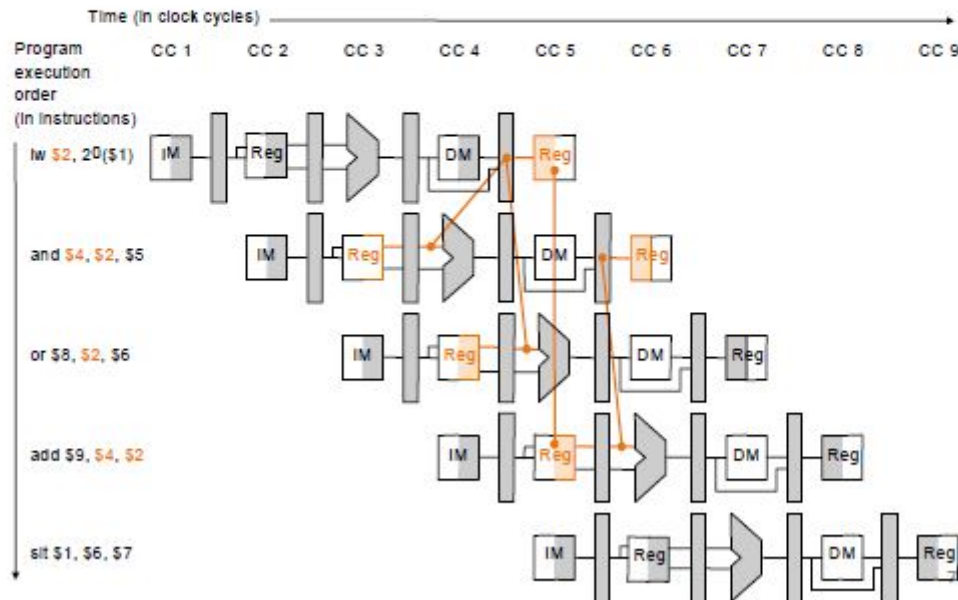 Time (in clock cycles)
Program
execution
order
(in instructions)
CC 1 CC 2 CC 3 CC 4 CC 5 CC 6 CC 7 CC 8 CC 9
lw $2, 20($1)
IM Reg DM Reg
and $4, $2, $5
IM Reg DM Reg
or $8, $2, $6
IM Reg DM Reg
add $9, $4, $2
IM Reg DM Reg
slt $1, $6, $7
IM Reg DM Reg
7